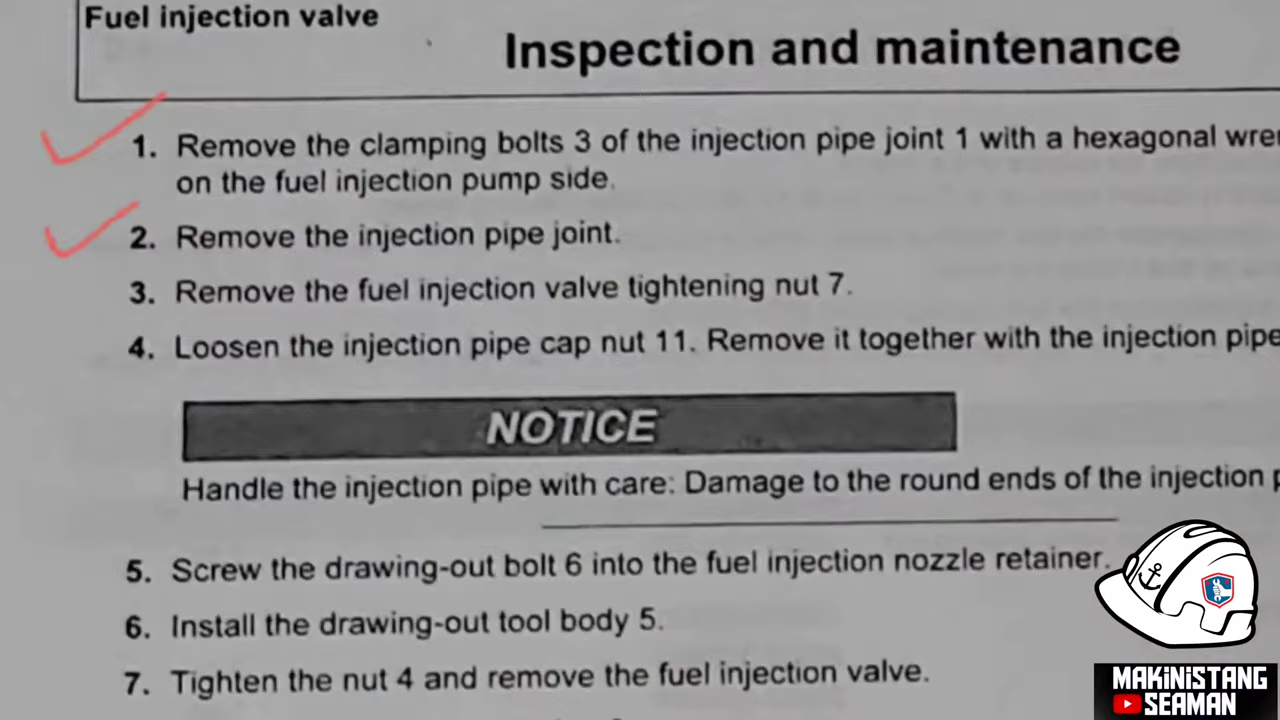 Fuel injection valve
Inspection and maintenance
1. Remove the clamping bolts 3 of the injection pipe joint 1 with a hexagonal
on the fuel injection pump side.
2. Remove the injection pipe joint.
3. Remove the fuel injection valve tightening nut 7.
4. Loosen the injection pipe cap nut 11. Remove it together with the injection pipe
NOTICE
Handle the injection pipe with care: Damage to the round ends of the injection
5. Screw the drawing-out bolt 6 into the fuel injection nozzle retainer.
6. Install the drawing-out tool body 5.
7. Tighten the nut 4 and remove the fuel injection valve.
MAKiNiSTANG
SEAMAN